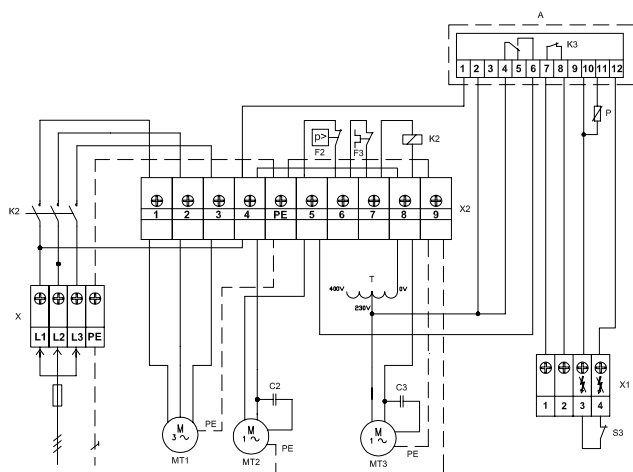 A
K3
1 2 3 4 5 6 7 8 9 10 11 12
P
p>
F2
F3
K2
K2
1 2 3 4 PE 5 6 7 8 9
X2
T
400V
0V
230V
X
L1 L2 L3 PE
1 2 3 4
X1
S3
C2
C3
M
3~
PE
MT1
M
1~
PE
MT2
M
1~
PE
MT3